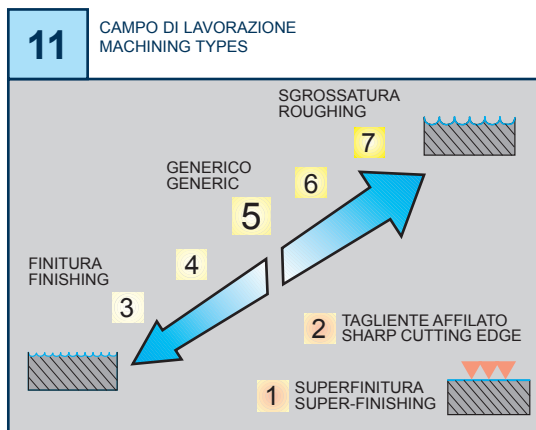 11
CAMPO DI LAVORAZIONE
MACHINING TYPES
SGROSSATURA
ROUGHING
7
GENERICO
GENERIC
6
5
4
FINITURA
FINISHING
3
2
TAGLIENTE AFFILATO
SHARP CUTTING EDGE
1
SUPERFINITURA
SUPER-FINISHING